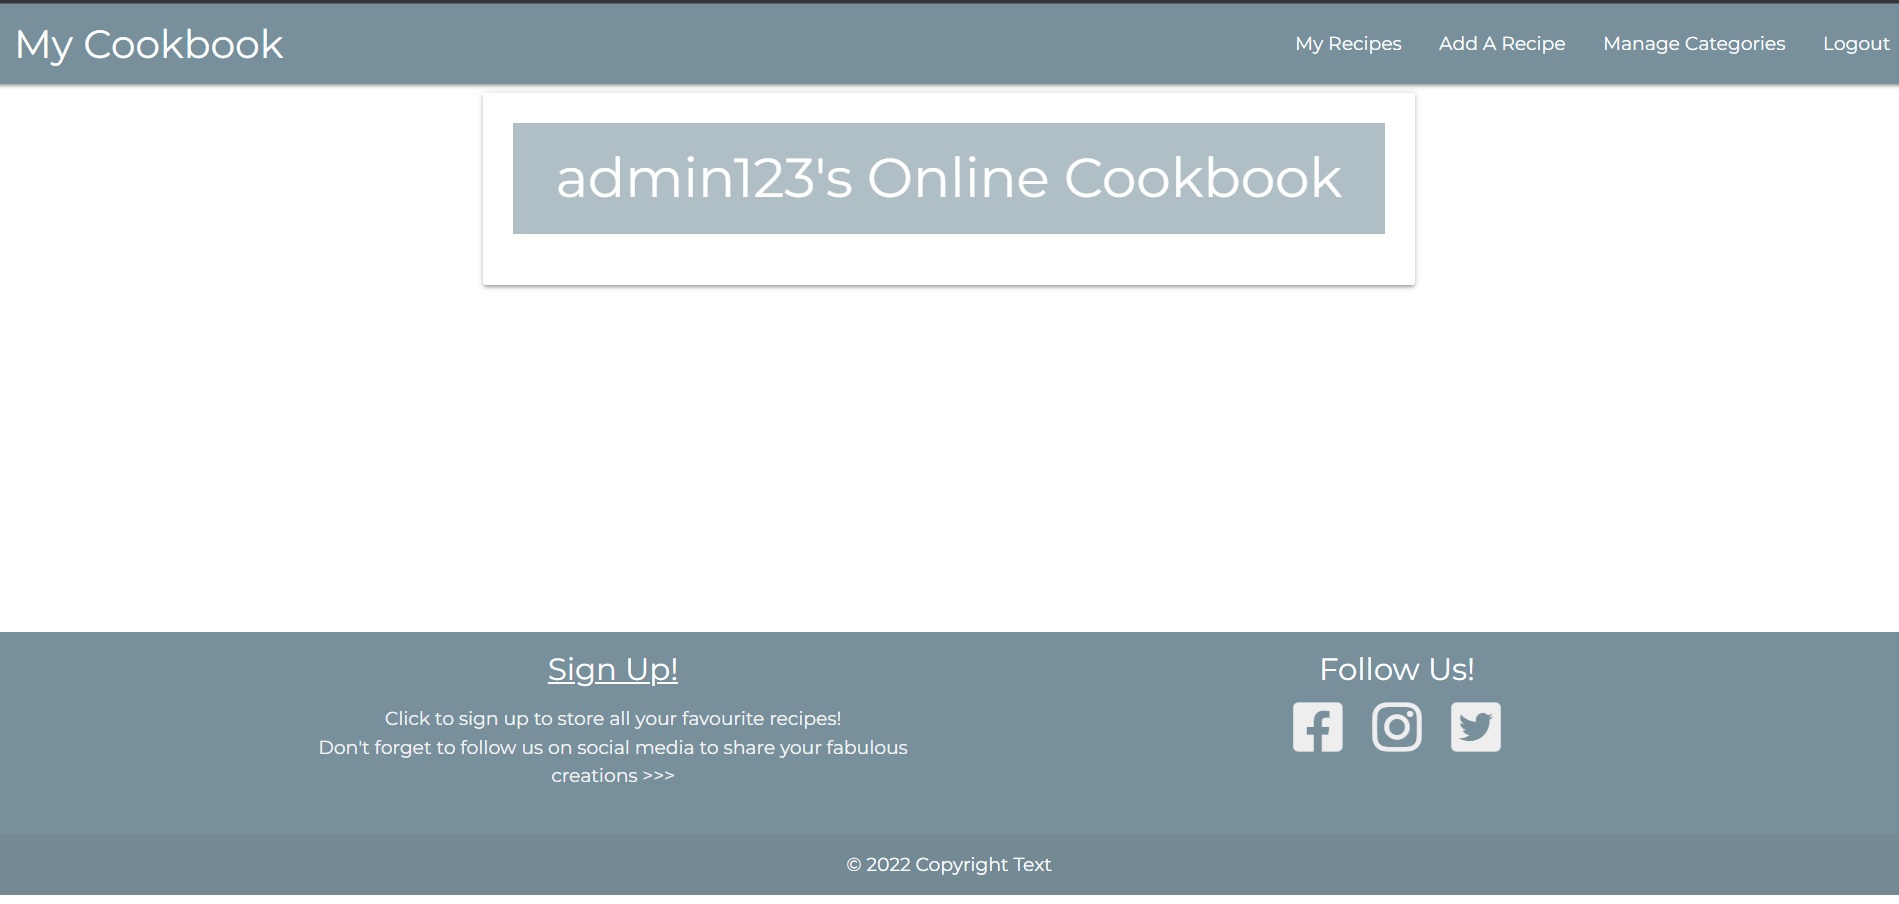 My Cookbook
My Recipes
Add A Recipe
Manage Categories
Logout
admin123's Online Cookbook
Sign Up!
Click to sign up to store all your favourite recipes!
Don't forget to follow us on social media to share your fabulous
creations >>>
Follow Us!
© 2022 Copyright Text